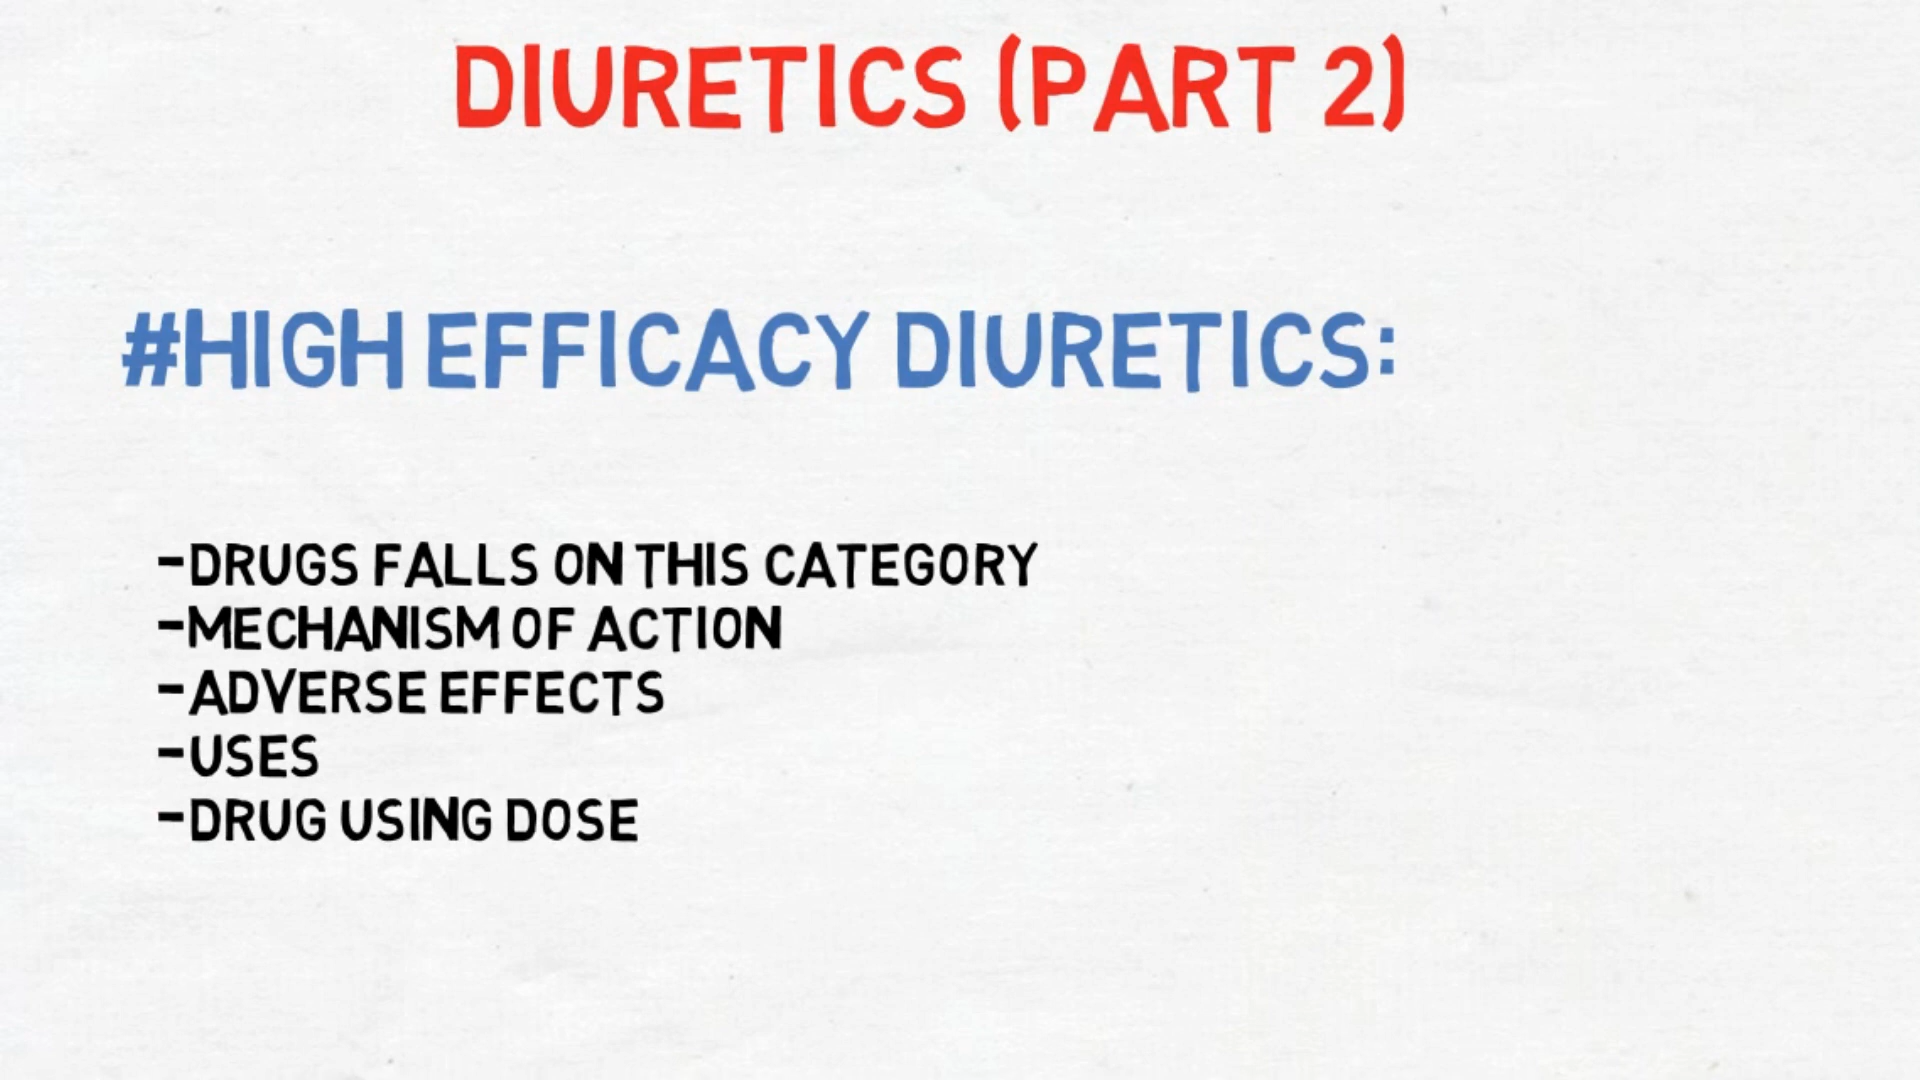 DIURETICS (PART 2)
#HIGH EFFICACY DIURETICS:
-DRUGS FALLS ON THIS CATEGORY
-MECHANISM OF ACTION
-ADVERSE EFFECTS
-USES
-DRUG USING DOSE